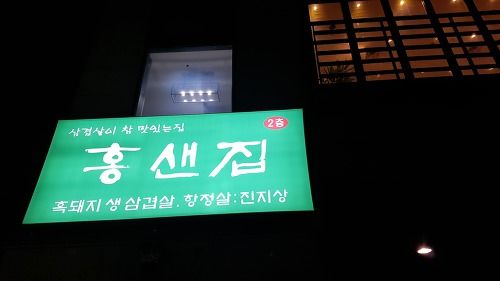 삼겹살이 참 맛있는집
2층
홍샌집
흑돼지 생 삼겹살. 항정살: 진지상